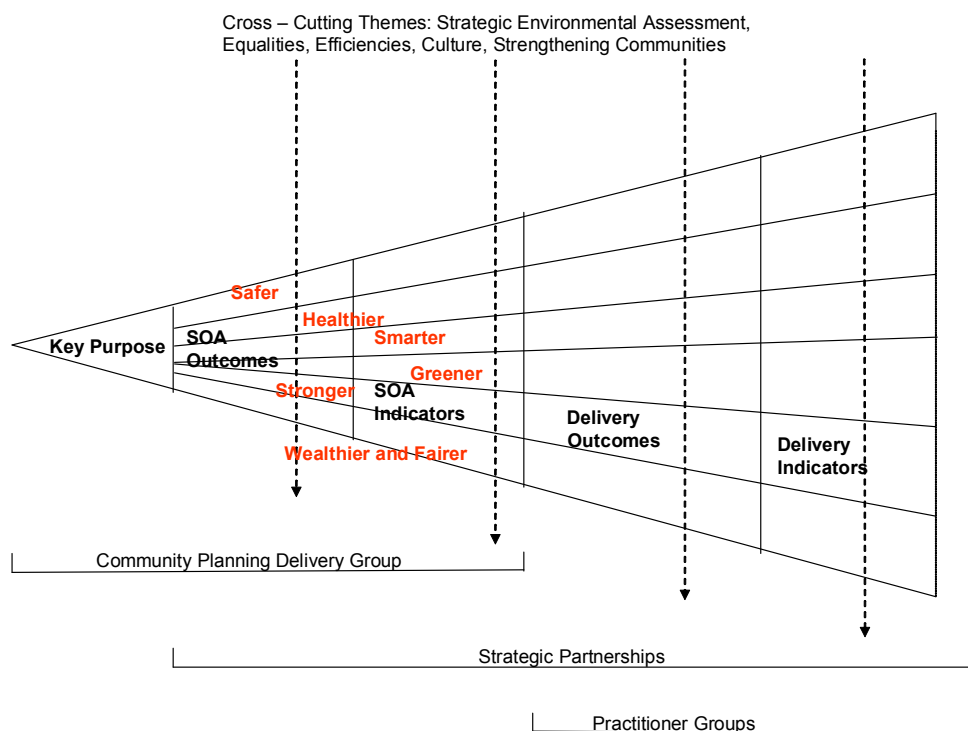 Cross – Cutting Themes: Strategic Environmental Assessment,
Equalities, Efficiencies, Culture, Strengthening Communities
Safer
Healthier
Key Purpose
SOA
Outcomes
Smarter
Greener
Stronger
SOA
Indicators
Delivery
Outcomes
Delivery
Indicators
Wealthier and Fairer
Community Planning Delivery Group
Strategic Partnerships
Practitioner Groups